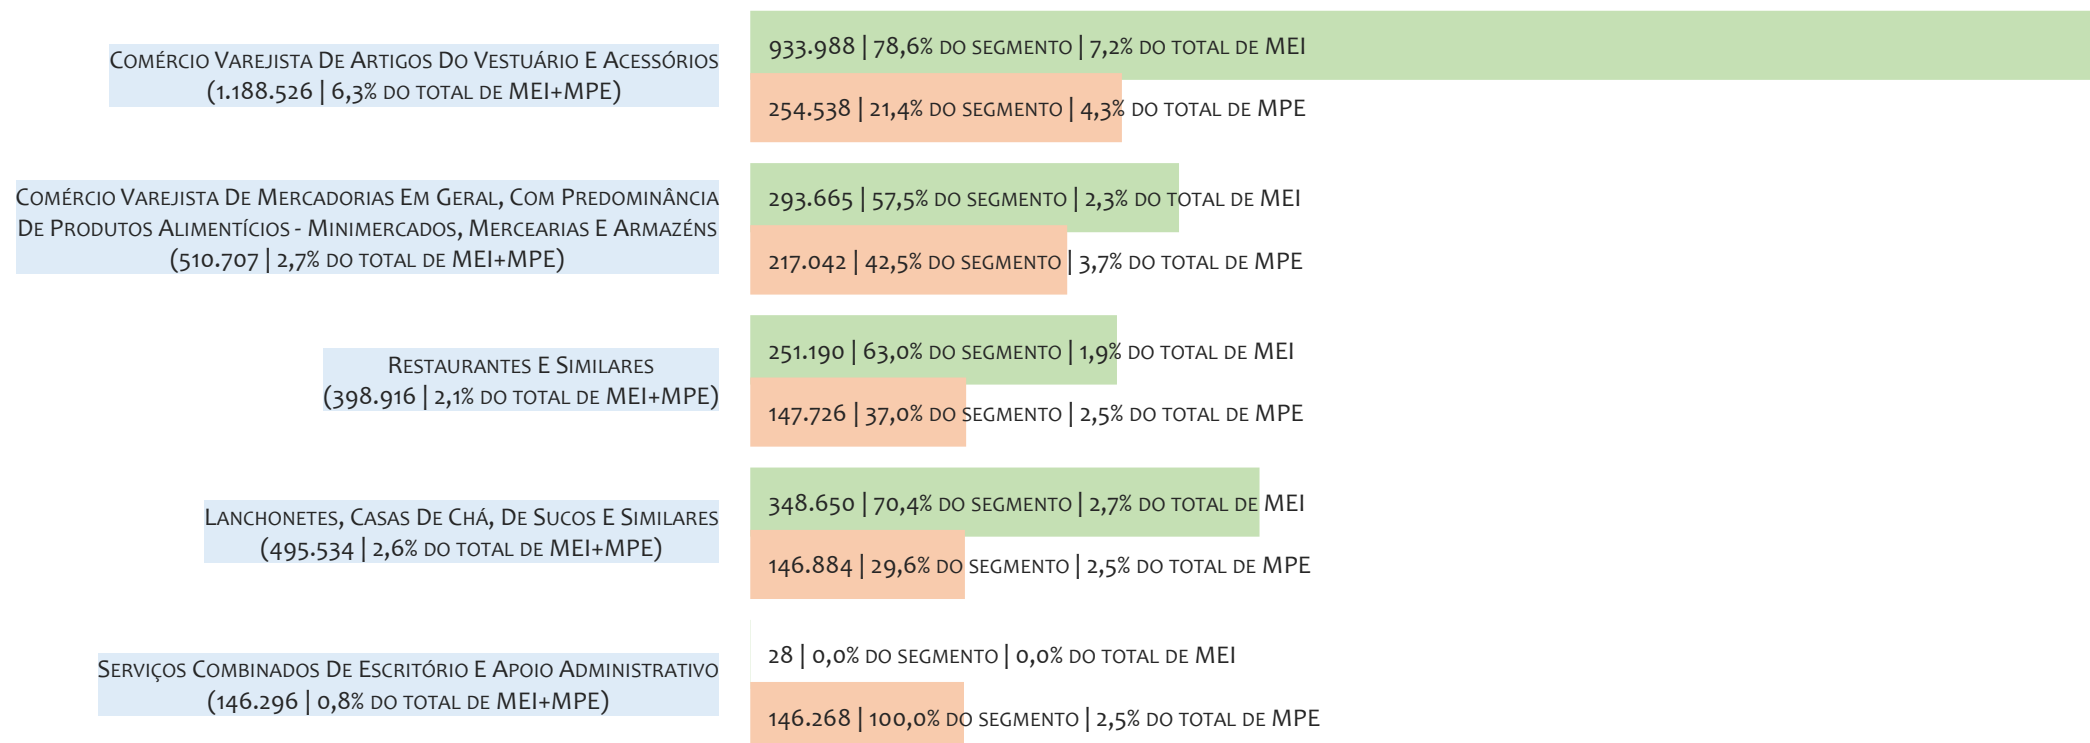 Comércio Varejista De Artigos Do Vestuário E Acessórios
(1.188.526 | 6,3% do total de MEI+MPE)
933.988 | 78,6% do segmento | 7,2% do total de MEI
254.538 | 21,4% do segmento | 4,3% do total de MPE
Comércio Varejista De Mercadorias Em Geral, Com Predominância
De Produtos Alimentícios - Minimercados, Mercearias E Armazéns
(510.707 | 2,7% do total de MEI+MPE)
293.665 | 57,5% do segmento | 2,3% do total de MEI
217.042 | 42,5% do segmento | 3,7% do total de MPE
Restaurantes E Similares
(398.916 | 2,1% do total de MEI+MPE)
251.190 | 63,0% do segmento | 1,9% do total de MEI
147.726 | 37,0% do segmento | 2,5% do total de MPE
Lanchonetes, Casas De Chá, De Sucos E Similares
(495.534 | 2,6% do total de MEI+MPE)
348.650 | 70,4% do segmento | 2,7% do total de MEI
146.884 | 29,6% do segmento | 2,5% do total de MPE
Serviços Combinados De Escritório E Apoio Administrativo
(146.296 | 0,8% do total de MEI+MPE)
28 | 0,0% do segmento | 0,0% do total de MEI
146.268 | 100,0% do segmento | 2,5% do total de MPE